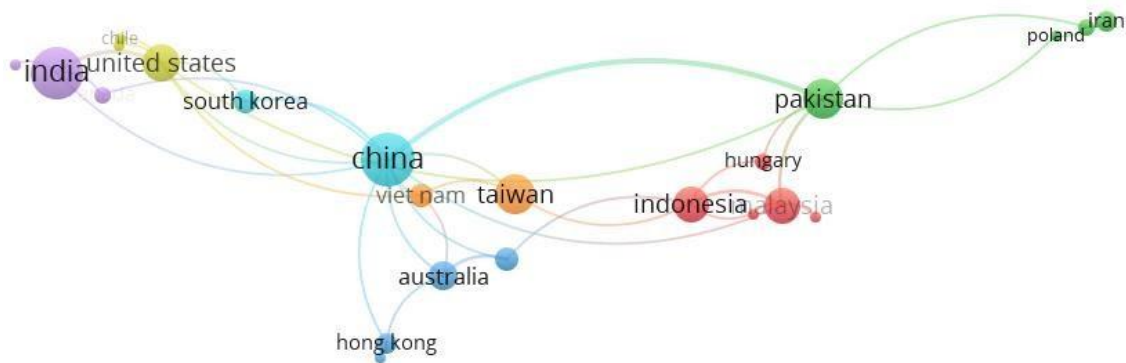 chile
iran
poland
india
united states
south korea
pakistan
china
hungary
viet nam
taiwan
indonesia
malaysia
australia
hong kong